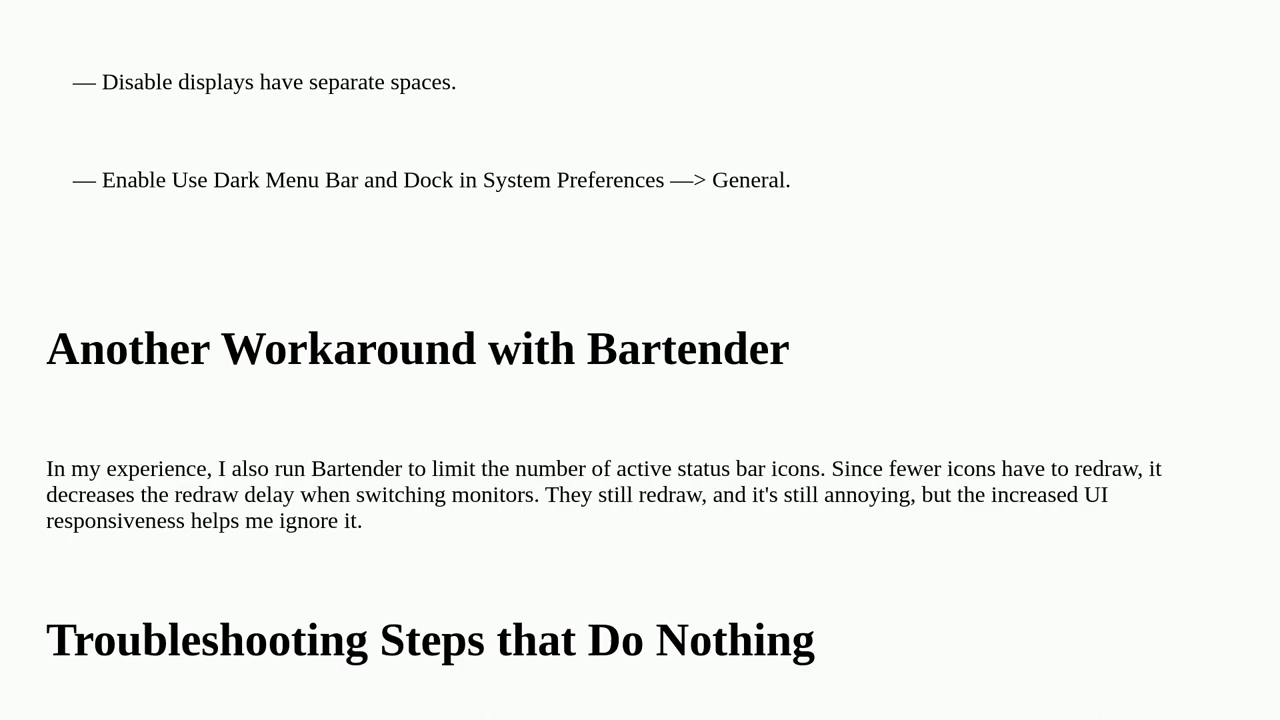 — Disable displays have separate spaces.
— Enable Use Dark Menu Bar and Dock in System Preferences —> General.
Another Workaround with Bartender
In my experience, I also run Bartender to limit the number of active status bar icons. Since fewer icons have to redraw, it
decreases the redraw delay when switching monitors. They still redraw, and it's still annoying, but the increased UI
responsiveness helps me ignore it.
Troubleshooting Steps that Do Nothing